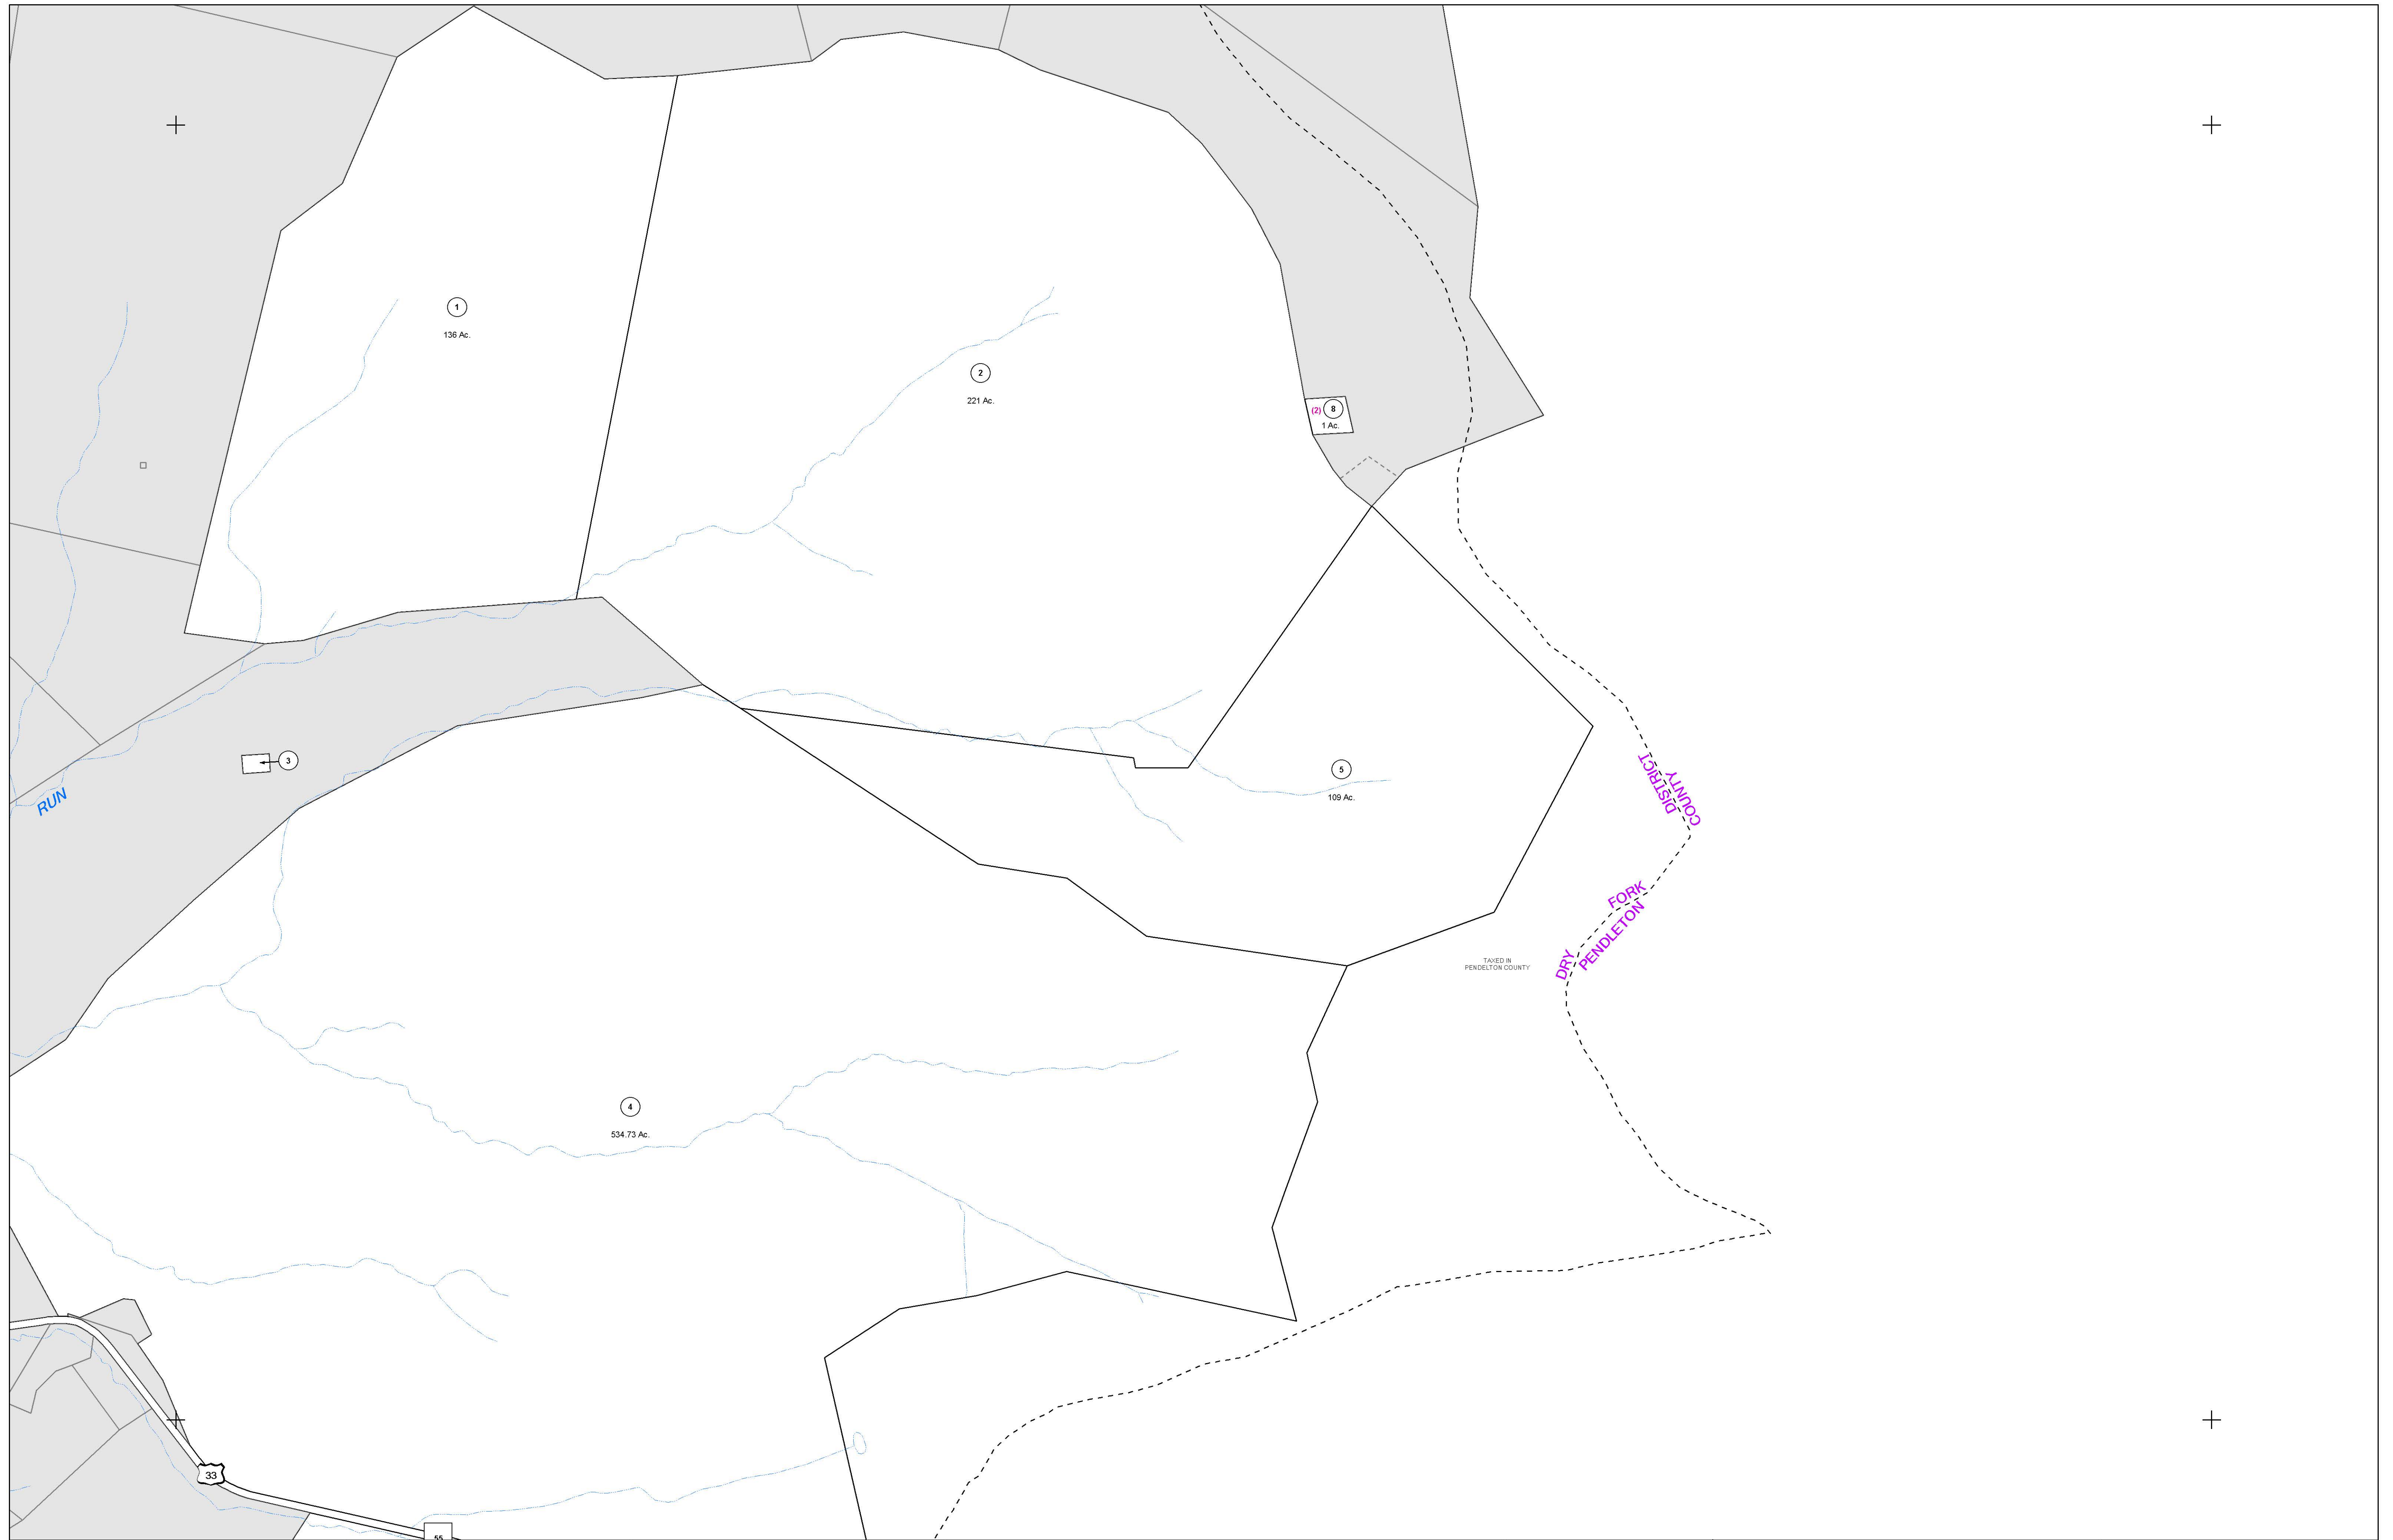 1
136 Ac.
2
221 Ac.
(2) 8
1 Ac.
3
RUN
5
109 Ac.
DISTRICT
COUNTY
DRY FORK
PENDLETON
TAXED IN
PENDELTON COUNTY
4
534.73 Ac.
33
55